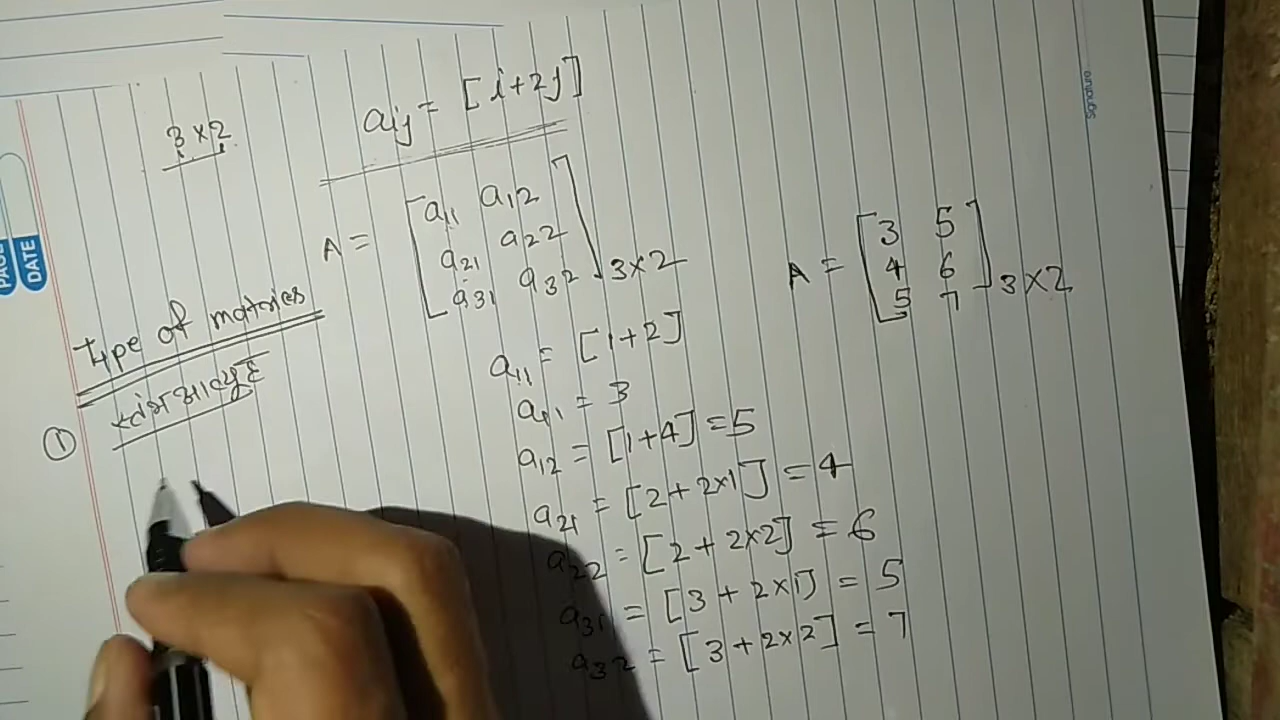 3×2
aij = [i+2j]
A = [a11 a12
a21 a22
a31 a32]3×2
A = [3 5
4 6
5 7]3×2
Type of matries
①
a11 = [1+2]
a11 = 3
a12 = [1+4] = 5
a21 = [2+2×1] = 4
a22 = [2+2×2] = 6
a31 = [3+2×1] = 5
a32 = [3+2×2] = 7
PAGE
DATE
Signature